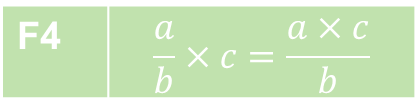 F4 a/b × c = (a × c)/b